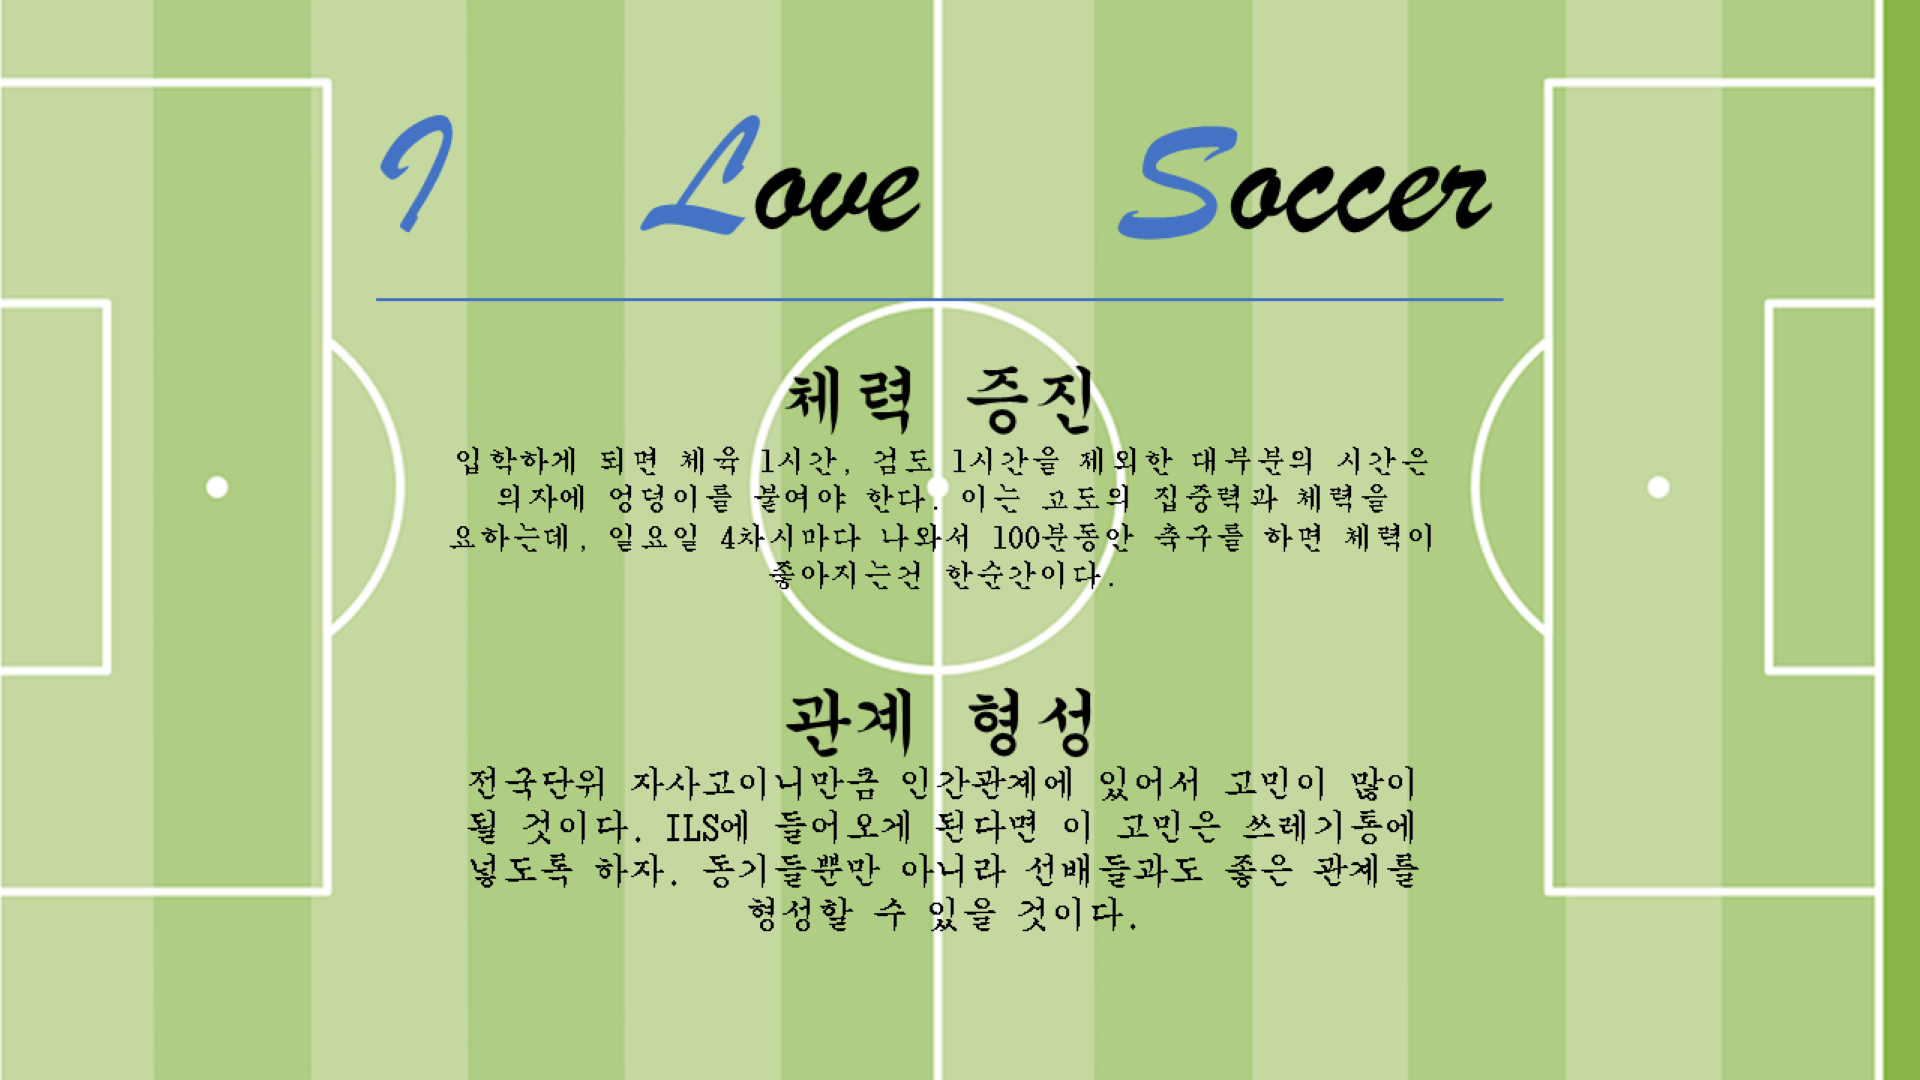 I Love Soccer
체력 증진
입학하게 되면 체육 1시간, 검도 1시간을 제외한 대부분의 시간은
의자에 엉덩이를 붙여야 한다. 이는 고도의 집중력과 체력을
요하는데, 일요일 4차시마다 나와서 100분동안 축구를 하면 체력이
좋아지는건 한순간이다.
관계 형성
전국단위 자사고이니만큼 인간관계에 있어서 고민이 많이
될 것이다. ILS에 들어오게 된다면 이 고민은 쓰레기통에
넣도록 하자. 동기들뿐만 아니라 선배들과도 좋은 관계를
형성할 수 있을 것이다.